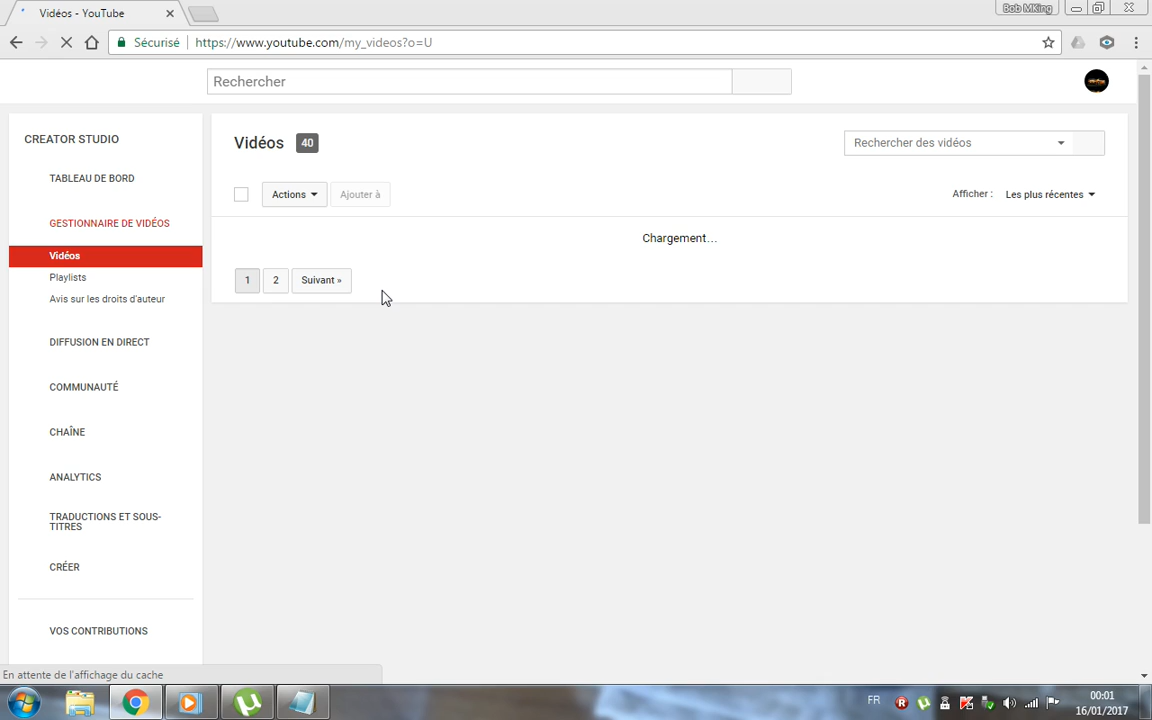 Vidéos - YouTube
Bob MKing
Sécurisé
https://www.youtube.com/my_videos?o=U
Rechercher
CREATOR STUDIO
TABLEAU DE BORD
GESTIONNAIRE DE VIDÉOS
Vidéos
Playlists
Avis sur les droits d'auteur
DIFFUSION EN DIRECT
COMMUNAUTÉ
CHAÎNE
ANALYTICS
TRADUCTIONS ET SOUS-
TITRES
CRÉER
VOS CONTRIBUTIONS
Vidéos 40
Rechercher des vidéos
Actions
Ajouter à
Afficher : Les plus récentes
Chargement…
1 2 Suivant »
En attente de l'affichage du cache
FR
00:01
16/01/2017